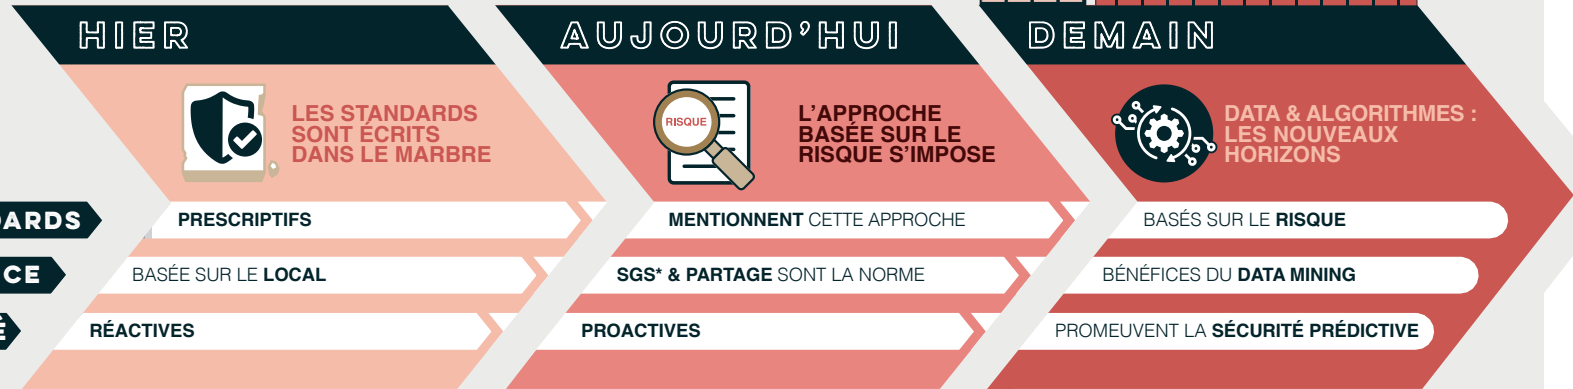 HIER
AUJOURD’HUI
DEMAIN
LES STANDARDS
SONT ÉCRITS
DANS LE MARBRE
RISQUE
L’APPROCHE
BASÉE SUR LE
RISQUE S’IMPOSE
DATA & ALGORITHMES :
LES NOUVEAUX
HORIZONS
PRESCRIPTIFS
MENTIONNENT CETTE APPROCHE
BASÉS SUR LE RISQUE
BASÉE SUR LE LOCAL
SGS* & PARTAGE SONT LA NORME
BÉNÉFICES DU DATA MINING
RÉACTIVES
PROACTIVES
PROMEUVENT LA SÉCURITÉ PRÉDICTIVE